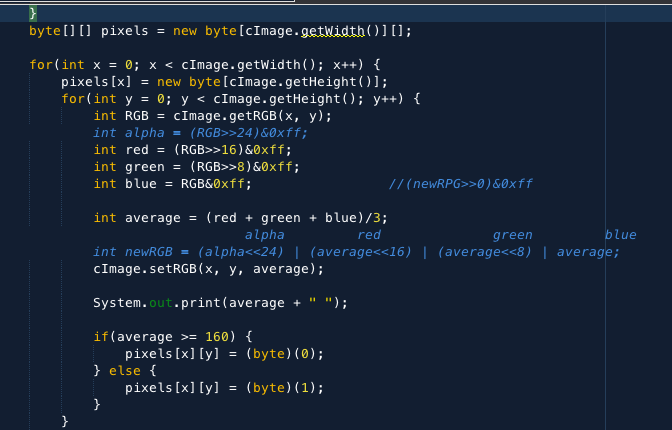 }
byte[][] pixels = new byte[cImage.getWidth()][];
for(int x = 0; x < cImage.getWidth(); x++) {
pixels[x] = new byte[cImage.getHeight()];
for(int y = 0; y < cImage.getHeight(); y++) {
int RGB = cImage.getRGB(x, y);
int alpha = (RGB>>24)&0xff;
int red = (RGB>>16)&0xff;
int green = (RGB>>8)&0xff;
int blue = RGB&0xff; //(newRPG>>0)&0xff
int average = (red + green + blue)/3;
alpha red green blue
int newRGB = (alpha<<24) | (average<<16) | (average<<8) | average;
cImage.setRGB(x, y, average);
System.out.print(average + " ");
if(average >= 160) {
pixels[x][y] = (byte)(0);
} else {
pixels[x][y] = (byte)(1);
}
}